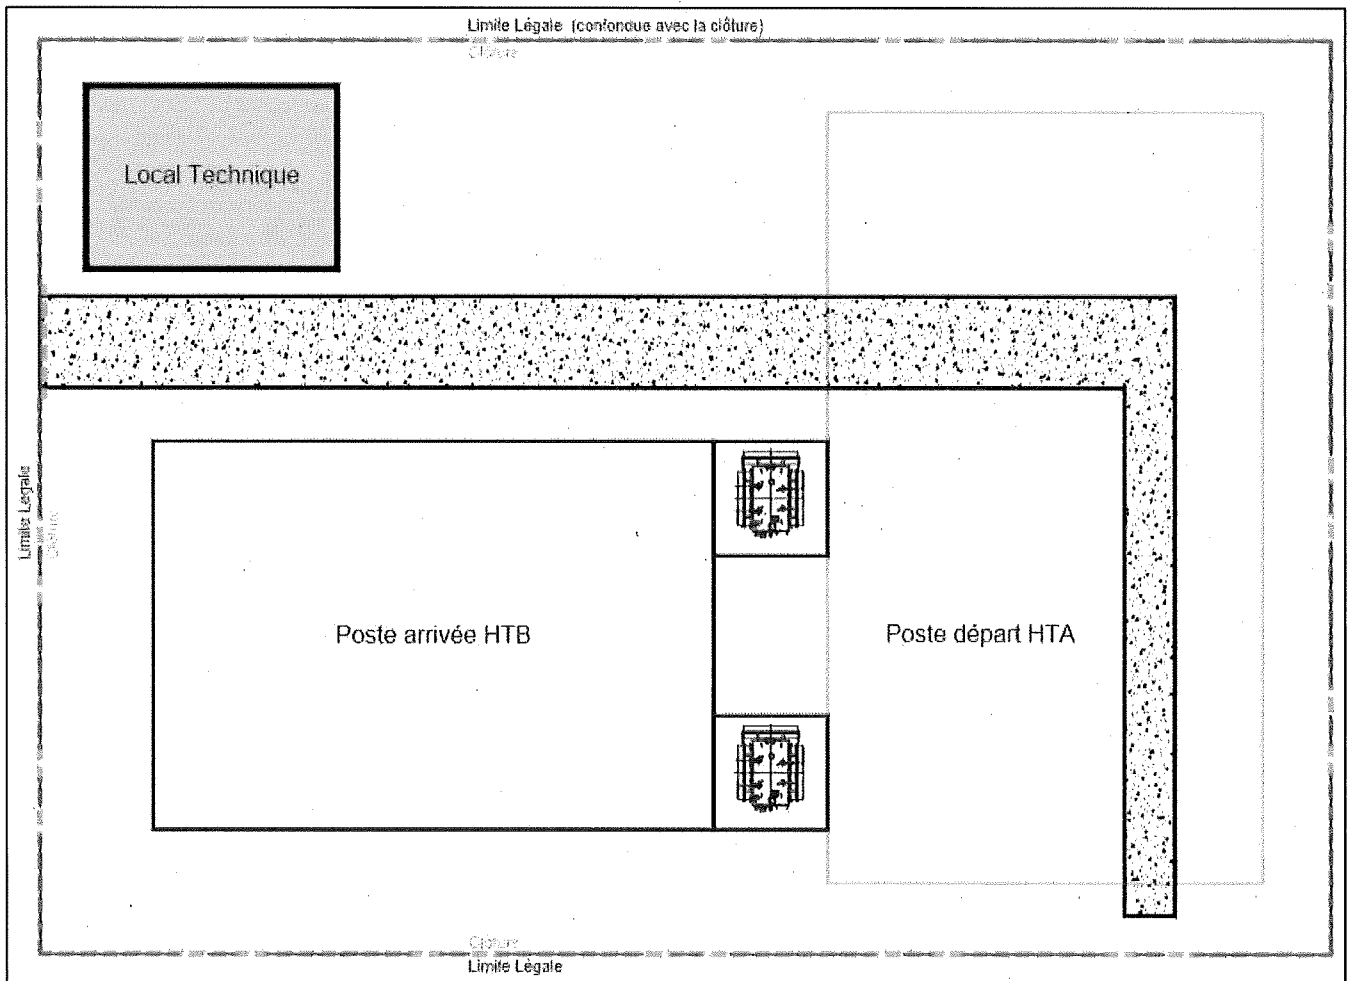 Limite Légale (confondue avec la clôture)
Clôture
Local Technique
Limite Légale
Clôture
Poste arrivée HTB
Poste départ HTA
Clôture
Limite Légale